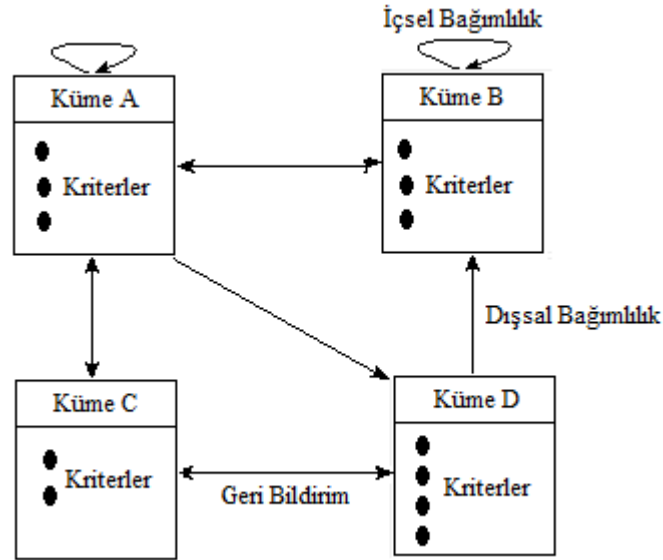 İçsel Bağımlılık
Küme A
Küme B
Kriterler
Kriterler
Dışsal Bağımlılık
Küme C
Küme D
Kriterler
Kriterler
Geri Bildirim